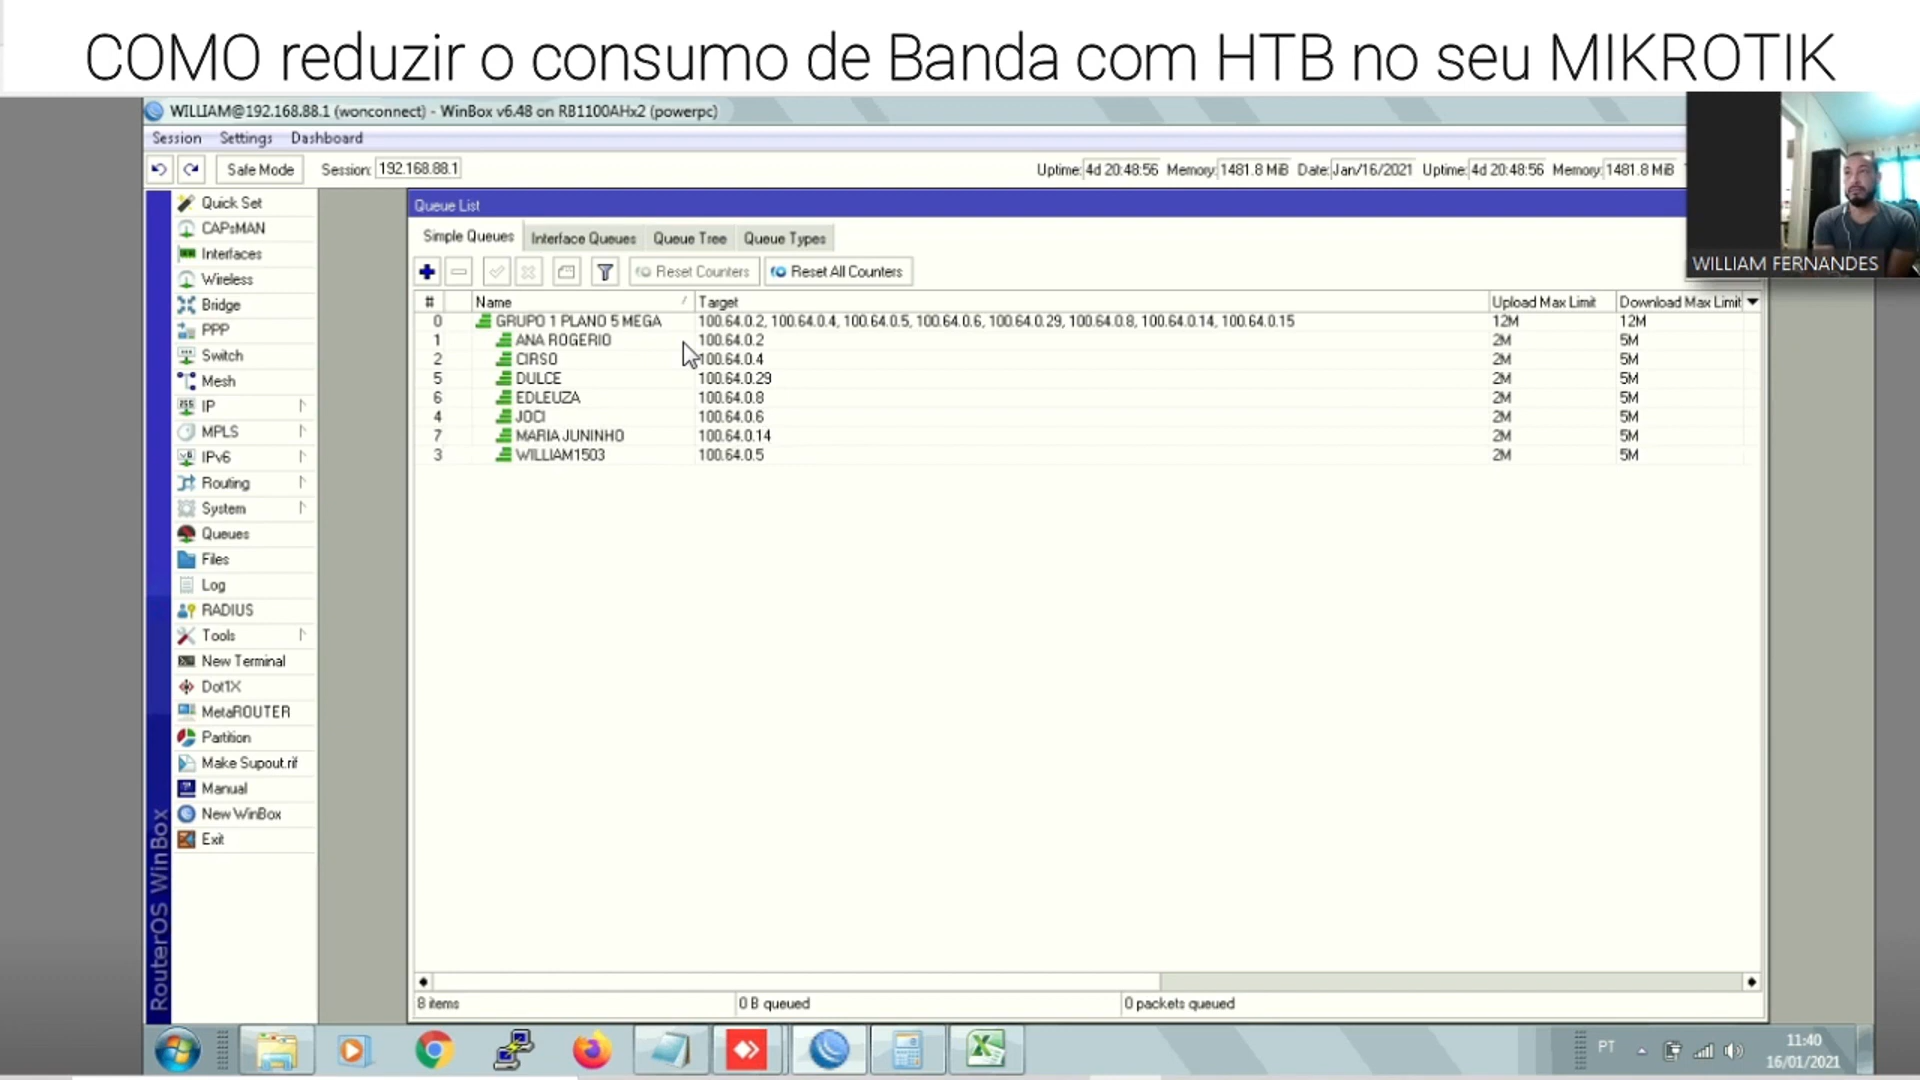 COMO reduzir o consumo de Banda com HTB no seu MIKROTIK
WILLIAM@192.168.88.1 (wonconnect) - WinBox v6.48 on RB1100AHx2 (powerpc)
Session Settings Dashboard
Safe Mode Session: 192.168.88.1 Uptime: 4d 20:48:56 Memory: 1481.8 MiB Date: Jan/16/2021 Uptime: 4d 20:48:56 Memory: 1481.8 MiB
WILLIAM FERNANDES
Quick Set
CAPsMAN
Interfaces
Wireless
Bridge
PPP
Switch
Mesh
IP
MPLS
IPv6
Routing
System
Queues
Files
Log
RADIUS
Tools
New Terminal
Dot1X
MetaROUTER
Partition
Make Supout.rif
Manual
New WinBox
Exit
RouterOS WinBox
Queue List
Simple Queues Interface Queues Queue Tree Queue Types
Reset Counters Reset All Counters
# Name Target Upload Max Limit Download Max Limit
0 GRUPO 1 PLANO 5 MEGA 100.64.0.2, 100.64.0.4, 100.64.0.5, 100.64.0.6, 100.64.0.29, 100.64.0.8, 100.64.0.14, 100.64.0.15 12M 12M
1 ANA ROGERIO 100.64.0.2 2M 5M
2 CIRSO 100.64.0.4 2M 5M
5 DULCE 100.64.0.29 2M 5M
6 EDLEUZA 100.64.0.8 2M 5M
4 JOCI 100.64.0.6 2M 5M
7 MARIA JUNINHO 100.64.0.14 2M 5M
3 WILLIAM1503 100.64.0.5 2M 5M
8 items 0 B queued 0 packets queued
PT 11:40
16/01/2021